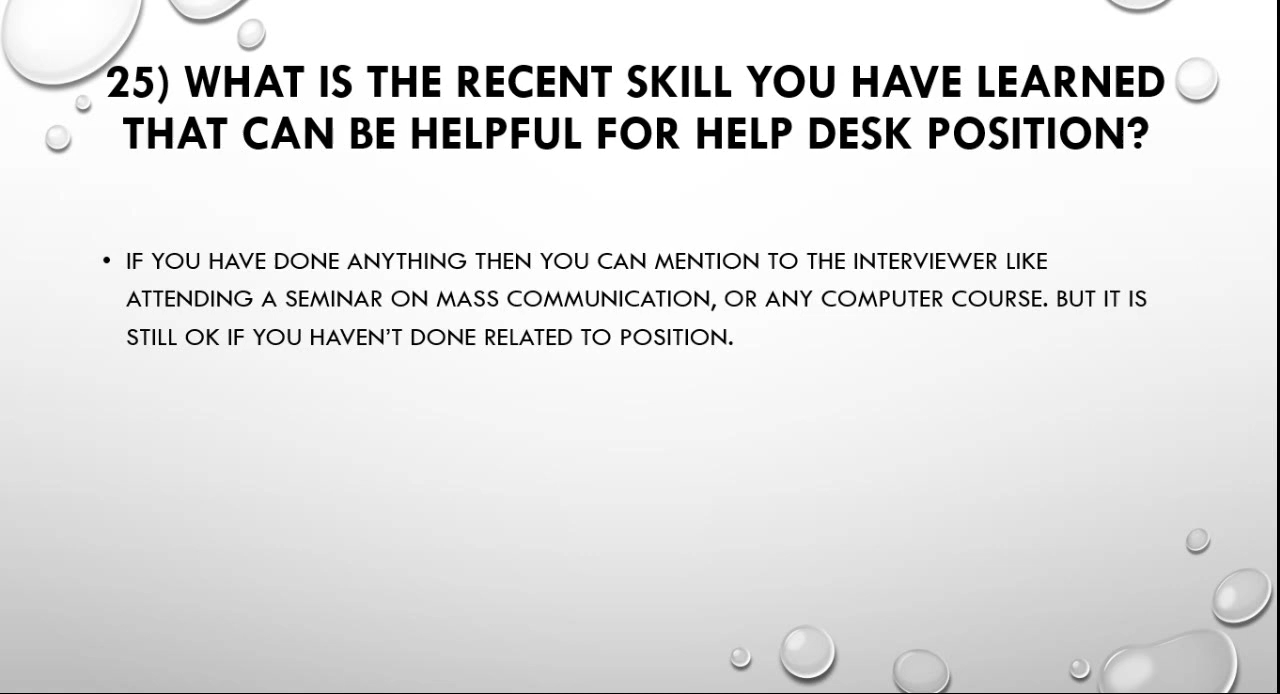 25) WHAT IS THE RECENT SKILL YOU HAVE LEARNED
THAT CAN BE HELPFUL FOR HELP DESK POSITION?
• IF YOU HAVE DONE ANYTHING THEN YOU CAN MENTION TO THE INTERVIEWER LIKE
ATTENDING A SEMINAR ON MASS COMMUNICATION, OR ANY COMPUTER COURSE. BUT IT IS
STILL OK IF YOU HAVEN'T DONE RELATED TO POSITION.